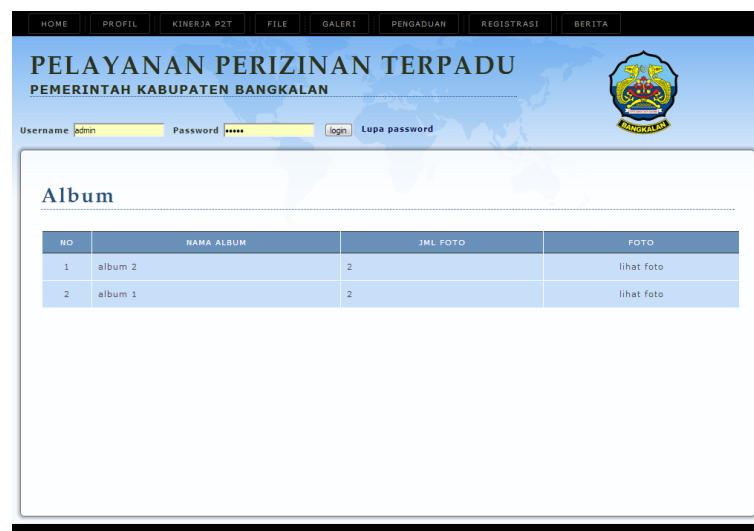 HOME PROFIL KINERJA P2T FILE GALERI PENGADUAN REGISTRASI BERITA
PELAYANAN PERIZINAN TERPADU
PEMERINTAH KABUPATEN BANGKALAN
BANGKALAN
Username admin Password ••••• login Lupa password
Album
NO NAMA ALBUM JML FOTO FOTO
1 album 2 2 lihat foto
2 album 1 2 lihat foto